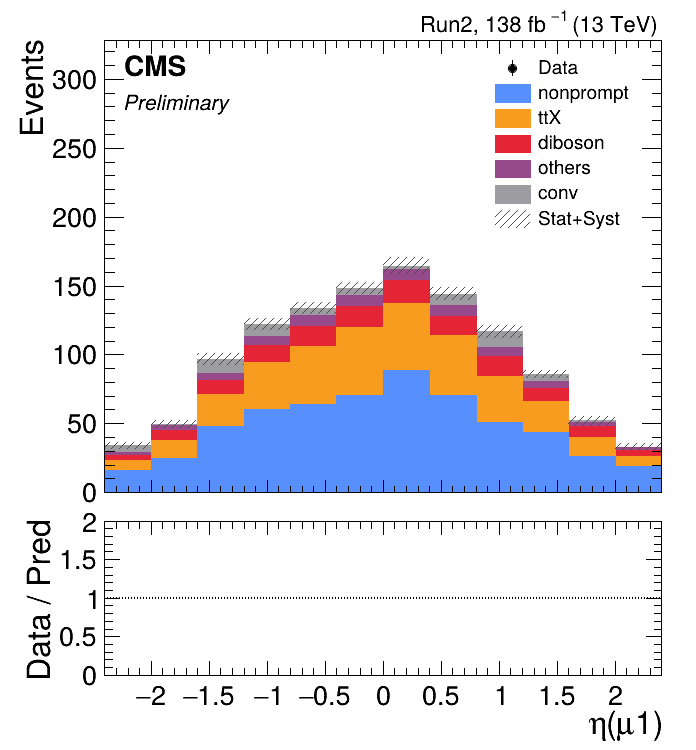 Run2, 138 fb⁻¹ (13 TeV)
CMS
Preliminary
Data
nonprompt
ttX
diboson
others
conv
Stat+Syst
Events
300
250
200
150
100
50
0
Data / Pred
2
1.5
1
0.5
0
−2 −1.5 −1 −0.5 0 0.5 1 1.5 2
η(μ1)